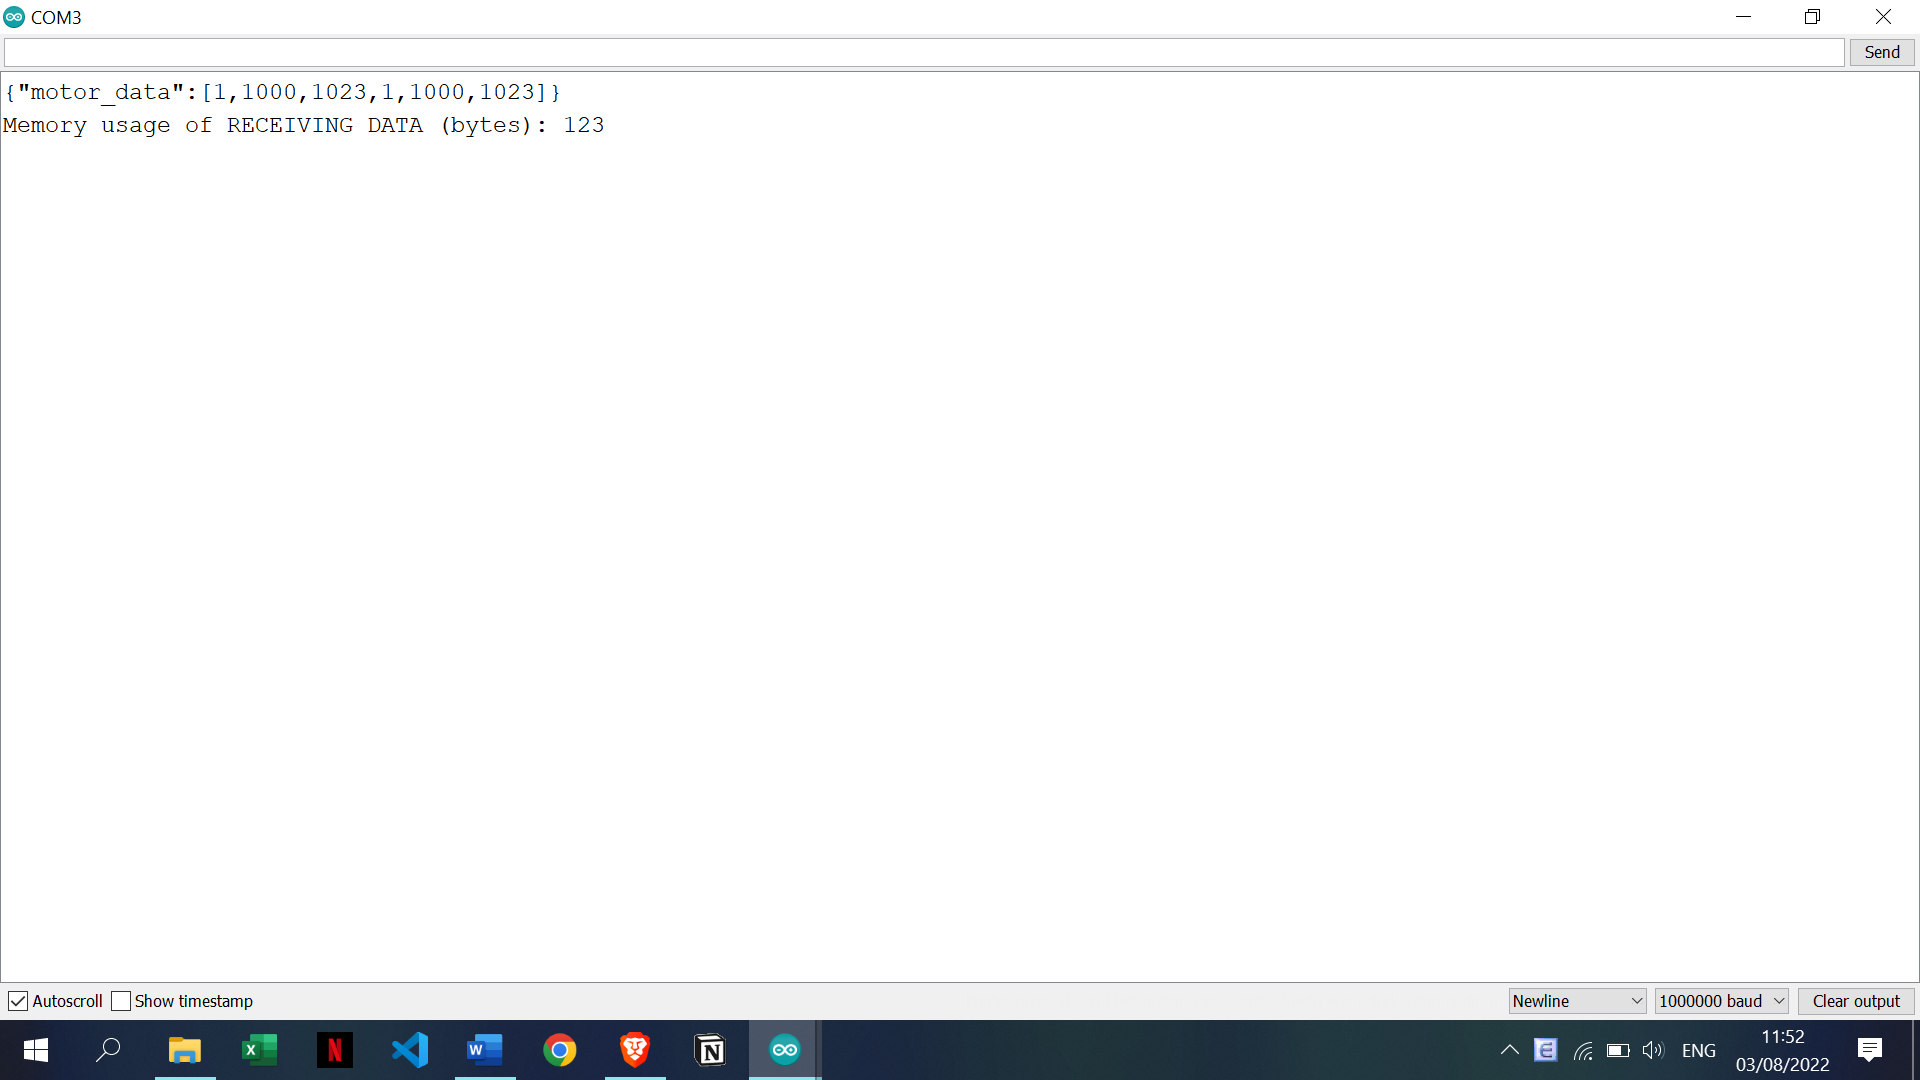 COM3
Send
{"motor_data":[1,1000,1023,1,1000,1023]}
Memory usage of RECEIVING DATA (bytes): 123
Autoscroll Show timestamp Newline 1000000 baud Clear output
ENG 11:52
03/08/2022